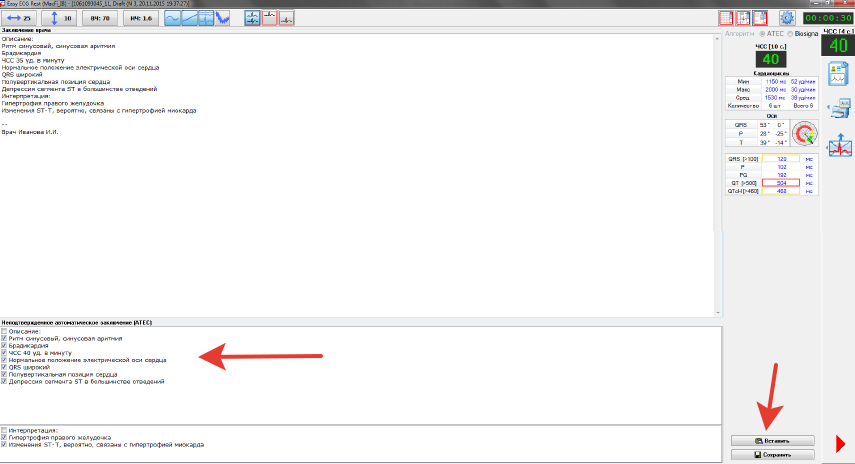 Easy ECG Rest (MacFi_IB) - [1061093045_11, Draft (N 3, 20.11.2015 19:37:27)]
25
10
ВЧ: 70
НЧ: 1.6
00:00:30
Заключение врача
Описание:
Ритм синусовый, синусовая аритмия
Брадикардия
ЧСС 35 уд. в минуту
Нормальное положение электрической оси сердца
QRS широкий
Полувертикальная позиция сердца
Депрессия сегмента ST в большинстве отведений
Интерпретация:
Гипертрофия правого желудочка
Изменения ST-T, вероятно, связаны с гипертрофией миокарда
---
Врач Иванова И.И.
Алгоритм ATEC Biosigna
ЧСС [10 с.]
40
Кардиоциклы
Мин 1150 мс 52 уд/мин
Макс 2000 мс 30 уд/мин
Сред. 1530 мс 39 уд/мин
Количество 6 шт Всего 6
Оси
QRS 53° 0°
P 28° -25°
T 39° -14°
QRS [>100] 120 мс
P 102 мс
PQ 192 мс
QT [>500] 504 мс
QTcH[>460] 468 мс
ЧСС [4 с.]
40
Неподтвержденное автоматическое заключение (ATEC)
Описание:
Ритм синусовый, синусовая аритмия
Брадикардия
ЧСС 40 уд. в минуту
Нормальное положение электрической оси сердца
QRS широкий
Полувертикальная позиция сердца
Депрессия сегмента ST в большинстве отведений
Интерпретация:
Гипертрофия правого желудочка
Изменения ST-T, вероятно, связаны с гипертрофией миокарда
Вставить
Сохранить